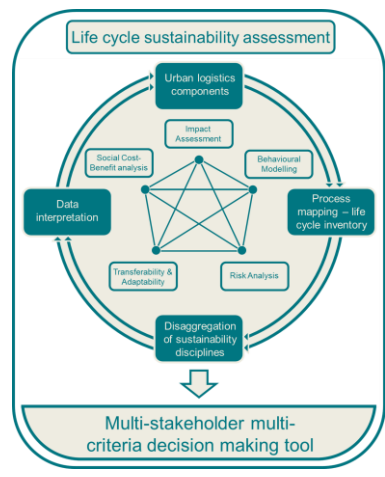 Life cycle sustainability assessment
Urban logistics
components
Impact
Assessment
Social Cost-
Benefit analysis
Behavioural
Modelling
Data
interpretation
Process
mapping – life
cycle inventory
Transferability &
Adaptability
Risk Analysis
Disaggregation
of sustainability
disciplines
Multi-stakeholder multi-
criteria decision making tool